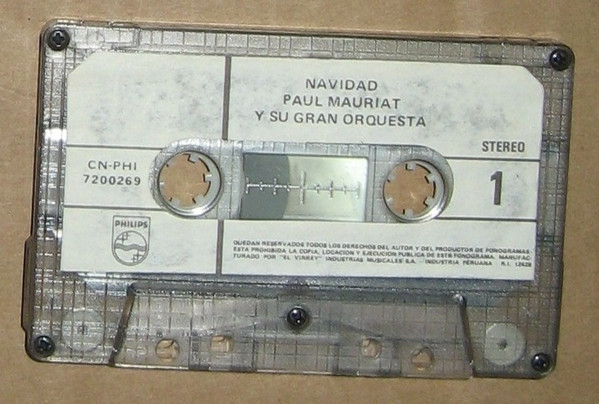 NAVIDAD
PAUL MAURIAT
Y SU GRAN ORQUESTA
STEREO
CN-PHI
7200269
1
PHILIPS
QUEDAN RESERVADOS TODOS LOS DERECHOS DEL AUTOR Y DEL PRODUCTOR DE FONOGRAMAS.
ESTA PROHIBIDA LA COPIA, LOCACION Y EJECUCION PUBLICA DE ESTE FONOGRAMA. MANUFAC-
TURADO POR "EL VIRREY" INDUSTRIAS MUSICALES S.A. - INDUSTRIA PERUANA R.I. 12628